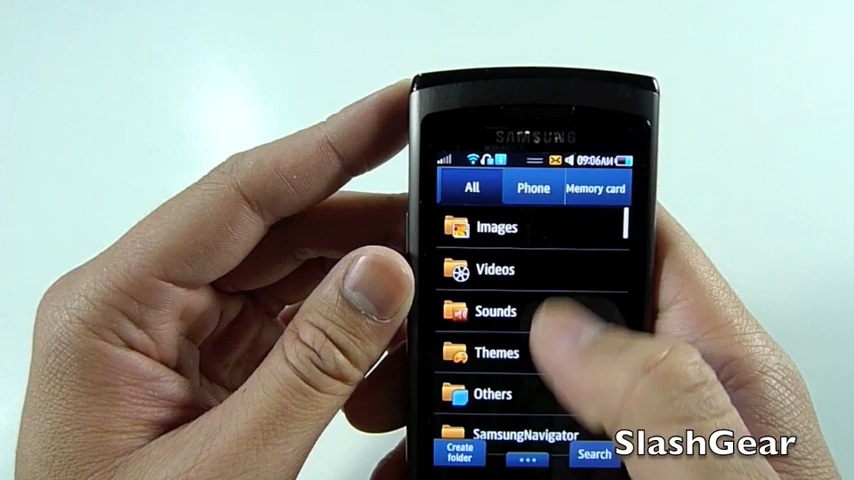 SAMSUNG
09:06AM
All Phone Memory card
Images
Videos
Sounds
Themes
Others
SamsungNavigator
Create folder ... Search
SlashGear